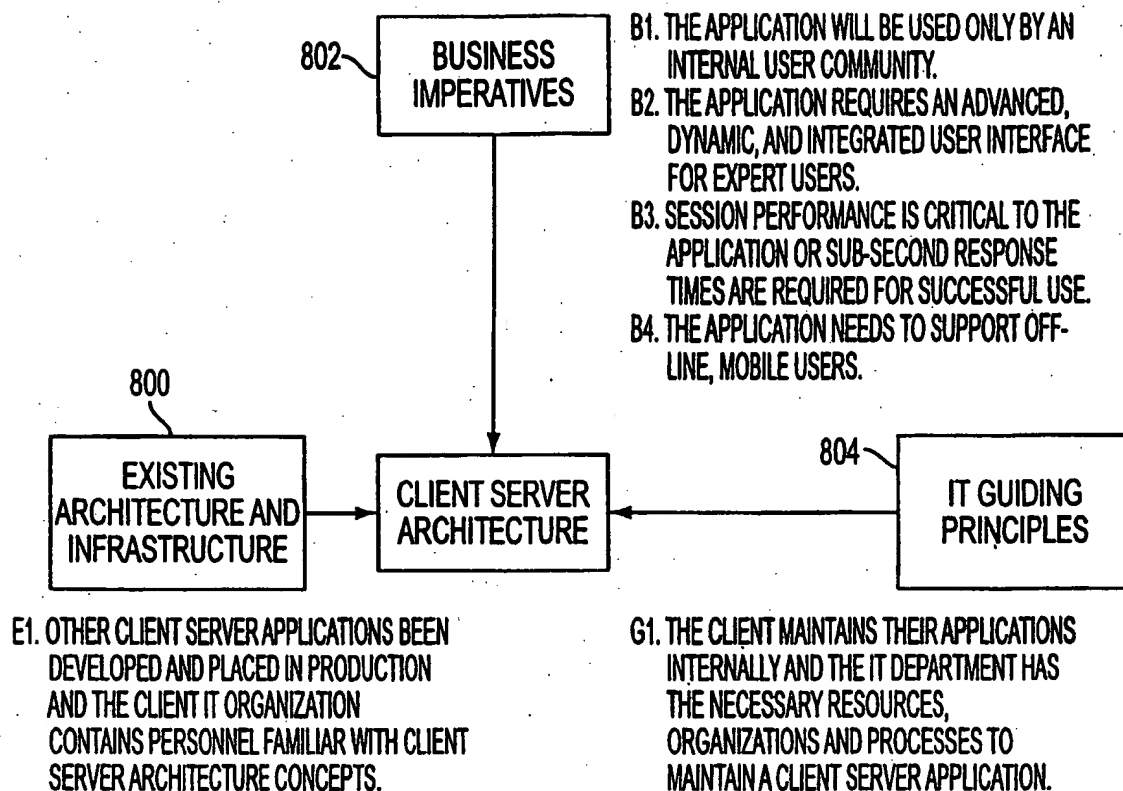 802
BUSINESS
IMPERATIVES
B1. THE APPLICATION WILL BE USED ONLY BY AN
INTERNAL USER COMMUNITY.
B2. THE APPLICATION REQUIRES AN ADVANCED,
DYNAMIC, AND INTEGRATED USER INTERFACE
FOR EXPERT USERS.
B3. SESSION PERFORMANCE IS CRITICAL TO THE
APPLICATION OR SUB-SECOND RESPONSE
TIMES ARE REQUIRED FOR SUCCESSFUL USE.
B4. THE APPLICATION NEEDS TO SUPPORT OFF-
LINE, MOBILE USERS.
800
EXISTING
ARCHITECTURE AND
INFRASTRUCTURE
CLIENT SERVER
ARCHITECTURE
804
IT GUIDING
PRINCIPLES
E1. OTHER CLIENT SERVER APPLICATIONS BEEN
DEVELOPED AND PLACED IN PRODUCTION
AND THE CLIENT IT ORGANIZATION
CONTAINS PERSONNEL FAMILIAR WITH CLIENT
SERVER ARCHITECTURE CONCEPTS.
G1. THE CLIENT MAINTAINS THEIR APPLICATIONS
INTERNALLY AND THE IT DEPARTMENT HAS
THE NECESSARY RESOURCES,
ORGANIZATIONS AND PROCESSES TO
MAINTAIN A CLIENT SERVER APPLICATION.